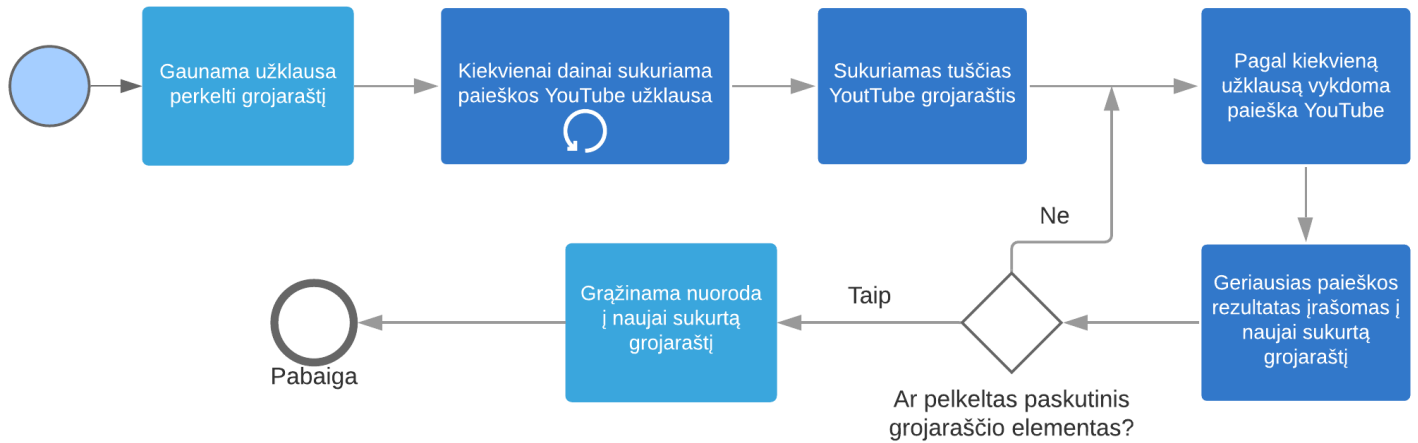 Gaunama užklausa
perkelti grojaraštį
Kiekvienai dainai sukuriama
paieškos YouTube užklausa
Sukuriamas tuščias
YoutTube grojaraštis
Pagal kiekvieną
užklausą vykdoma
paieška YouTube
Ne
Geriausias paieškos
rezultatas įrašomas į
naujai sukurtą
grojaraštį
Taip
Ar pelkeltas paskutinis
grojaraščio elementas?
Grąžinama nuoroda
į naujai sukurtą
grojaraštį
Pabaiga